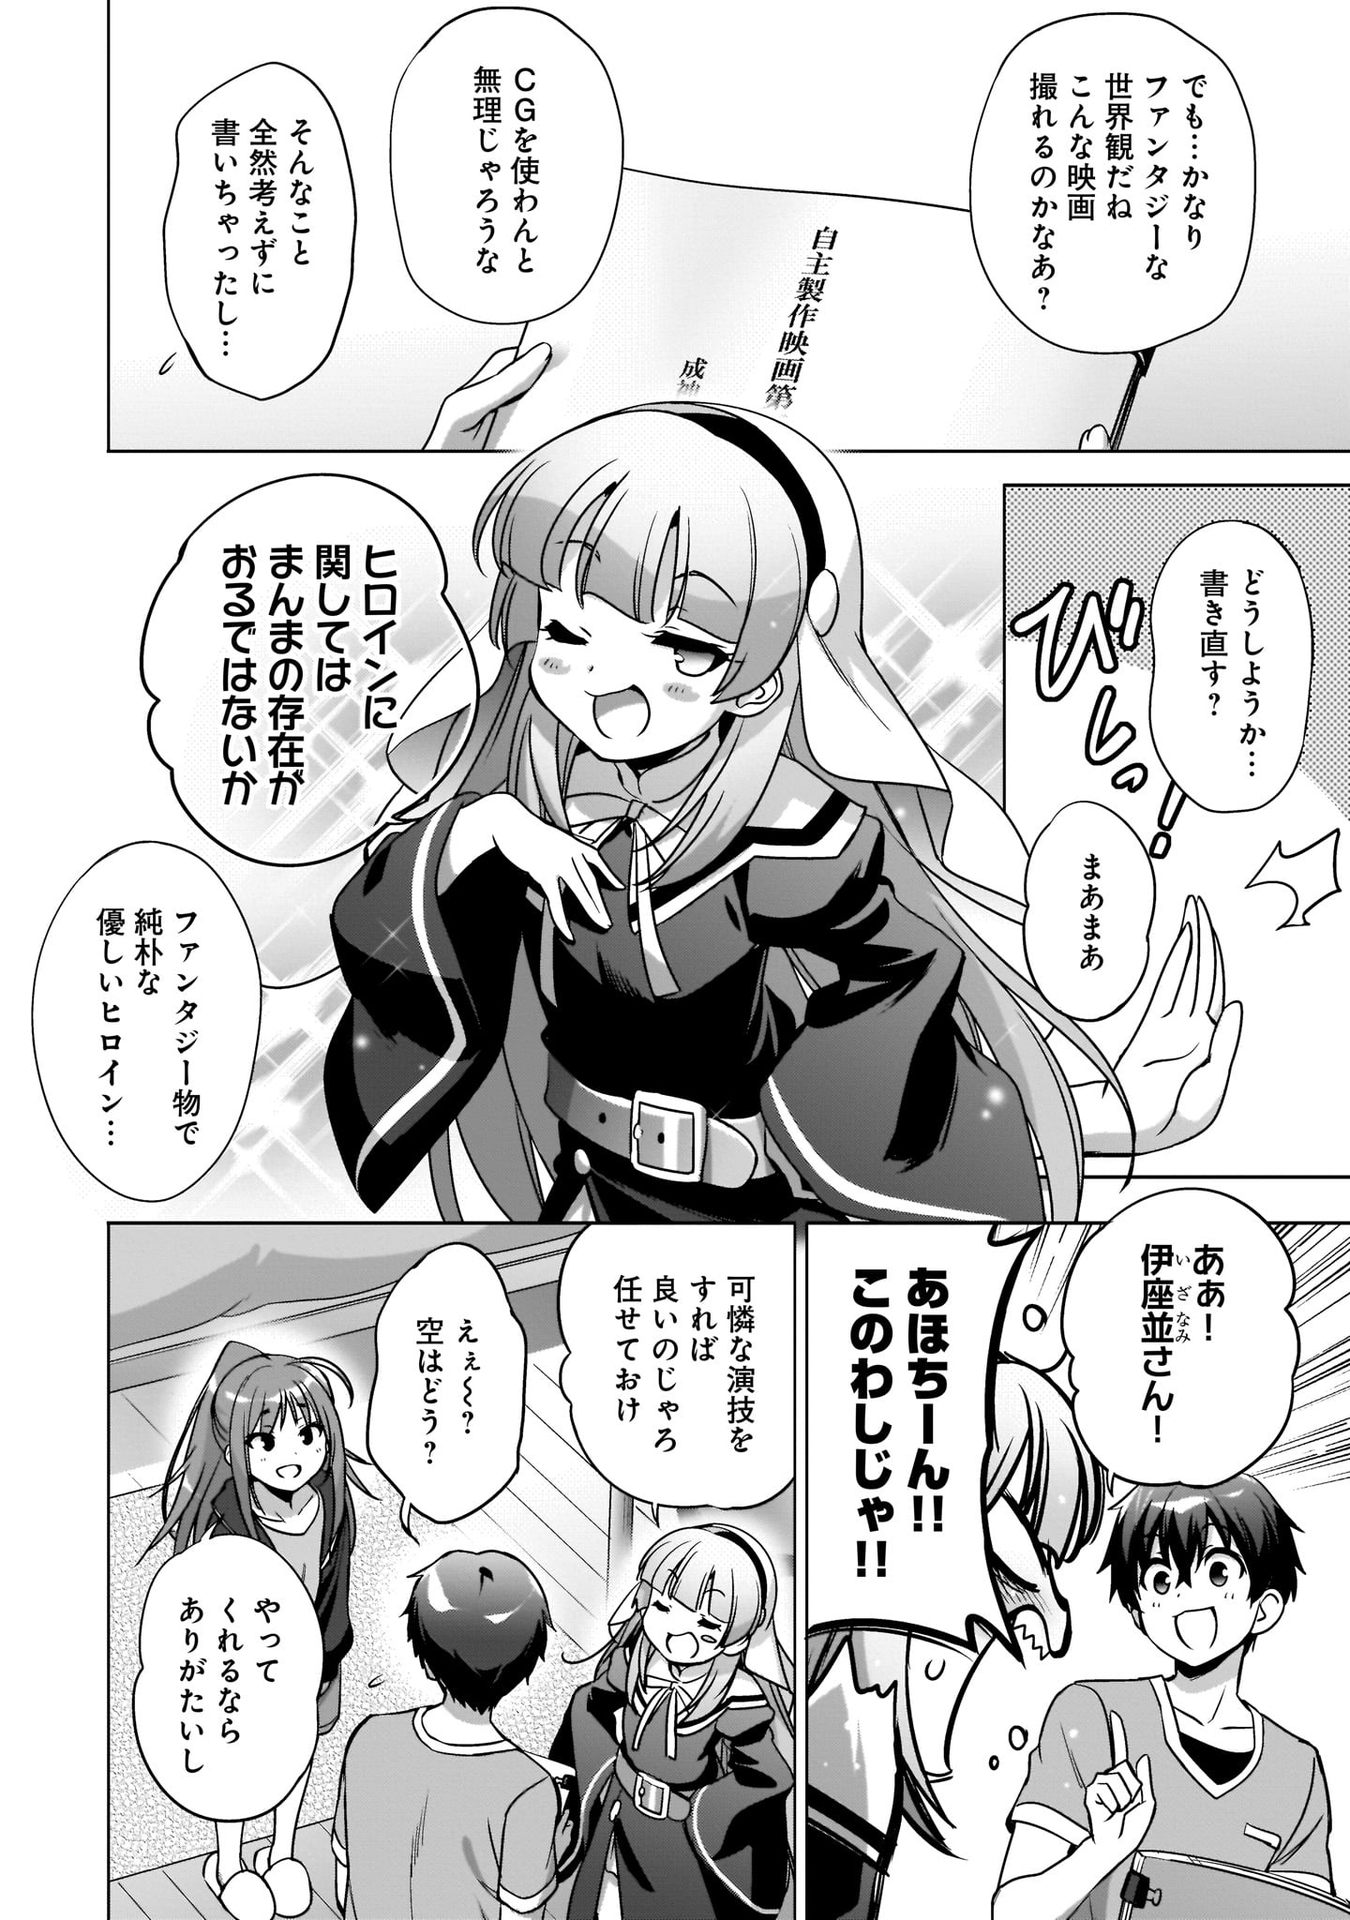 でも…かなり
ファンタジーな
世界観だね
こんな映画
撮れるのかなあ？
自主製作映画第
成神
CGを使わんと
無理じゃろうな
そんなこと
全然考えずに
書いちゃったし…
どうしようか…
書き直す？
びしっ！
まあまあ
ヒロインに
関しては
まんまの存在が
おるではないか
ファンタジー物で
純朴な
優しいヒロイン…
ああ！
伊座並さん！
いざなみ
あほちーん!!
このわしじゃ!!
可憐な演技を
すれば
良いのじゃろ
任せておけ
えぇ〜？
空はどう？
やって
くれるなら
ありがたいし